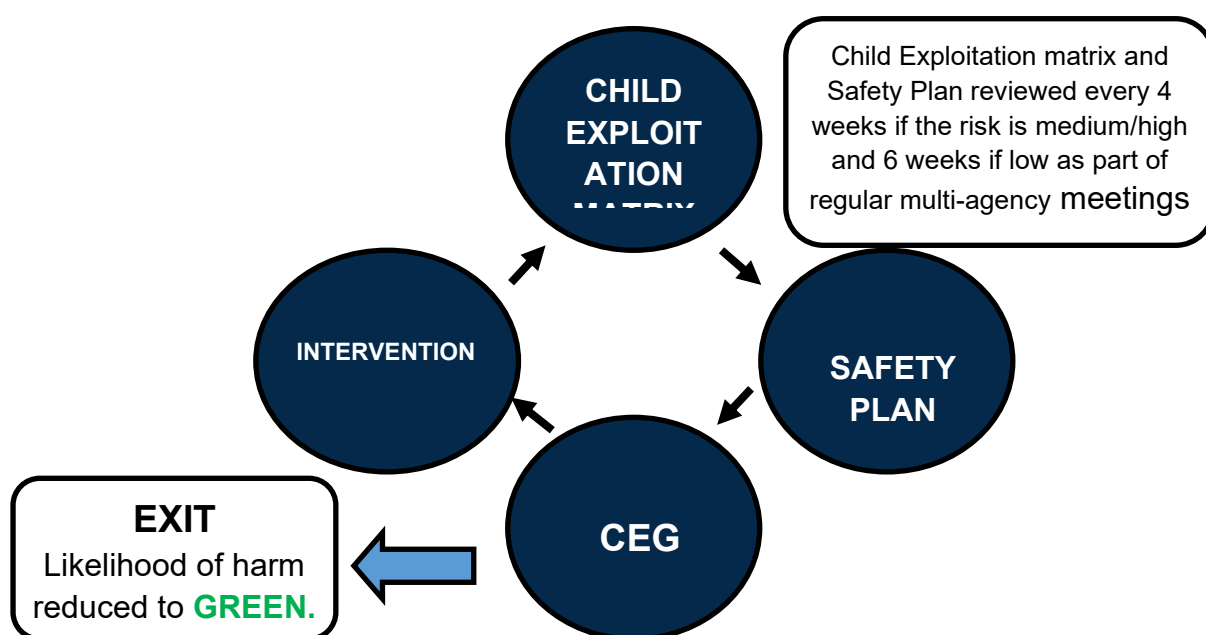 CHILD
EXPLOIT
ATION
MATRIX
Child Exploitation matrix and
Safety Plan reviewed every 4
weeks if the risk is medium/high
and 6 weeks if low as part of
regular multi-agency meetings
INTERVENTION
SAFETY
PLAN
CEG
EXIT
Likelihood of harm
reduced to GREEN.